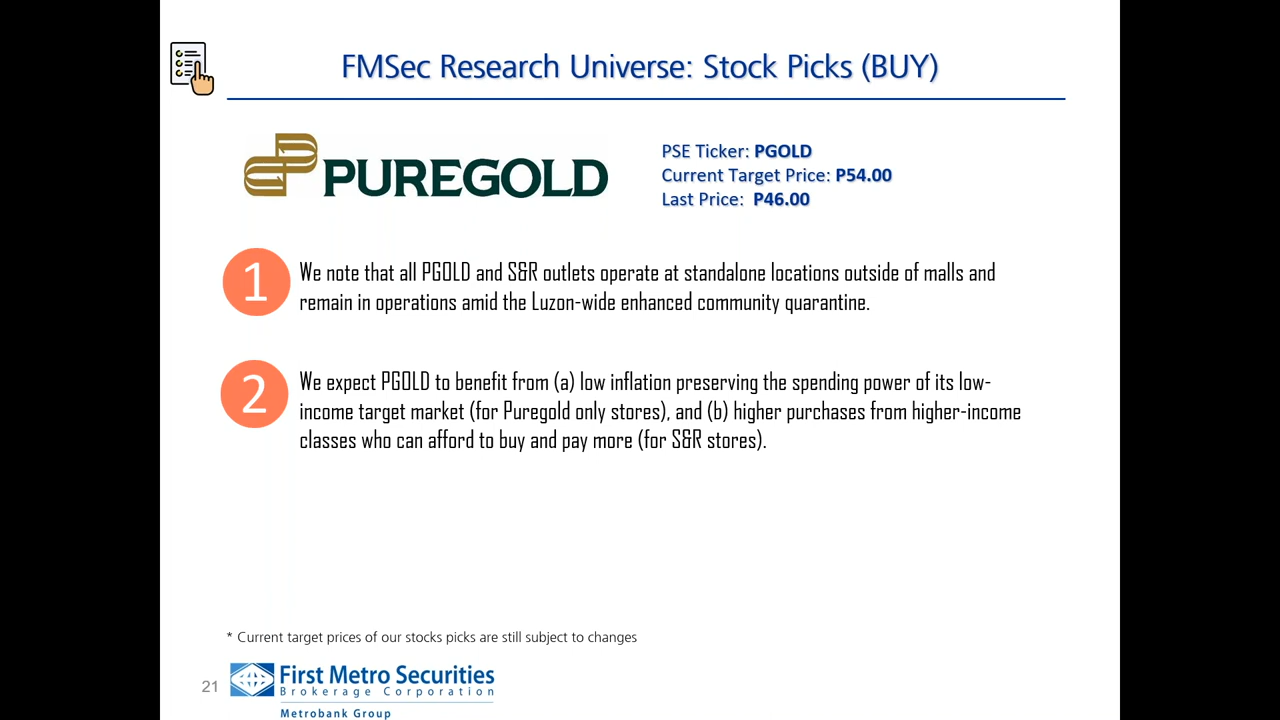 FMSec Research Universe: Stock Picks (BUY)
PUREGOLD
PSE Ticker: PGOLD
Current Target Price: P54.00
Last Price: P46.00
1
We note that all PGOLD and S&R outlets operate at standalone locations outside of malls and
remain in operations amid the Luzon-wide enhanced community quarantine.
2
We expect PGOLD to benefit from (a) low inflation preserving the spending power of its low-
income target market (for Puregold only stores), and (b) higher purchases from higher-income
classes who can afford to buy and pay more (for S&R stores).
* Current target prices of our stocks picks are still subject to changes
21
First Metro Securities
Brokerage Corporation
Metrobank Group